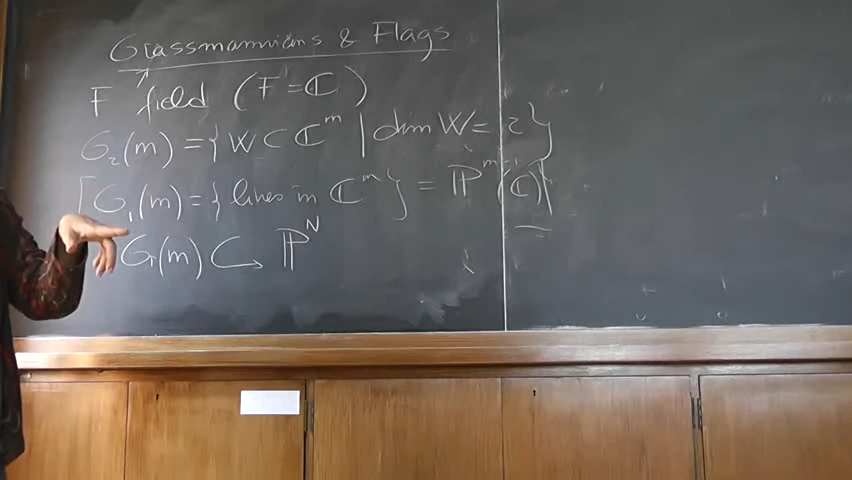 Grassmannians & Flags
F field (F = ℂ)
G₂(m) = { W ⊂ ℂᵐ | dim W = 2 }
[ G₁(m) = { lines in ℂᵐ } = ℙᵐ⁻¹(ℂ) ]
G₂(m) ↪ ℙᴺ